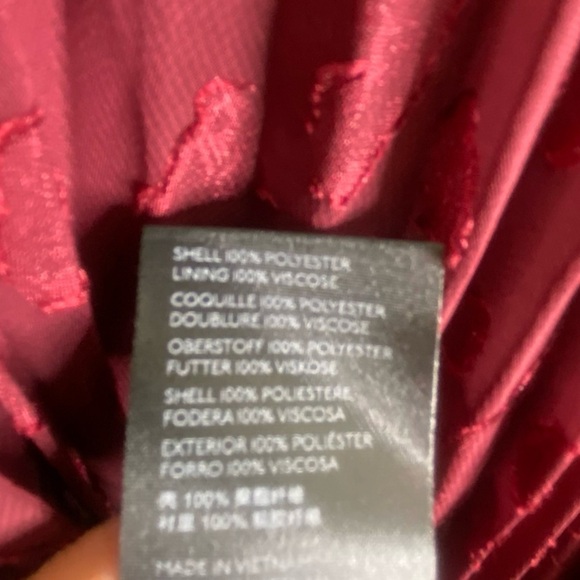 SHELL 100% POLYESTER
LINING 100% VISCOSE
COQUILLE 100% POLYESTER
DOUBLURE 100% VISCOSE
OBERSTOFF 100% POLYESTER
FUTTER 100% VISKOSE
SHELL 100% POLIESTERE
FODERA 100% VISCOSA
EXTERIOR 100% POLIÉSTER
FORRO 100% VISCOSA
100%
100%
MADE IN VIETNAM